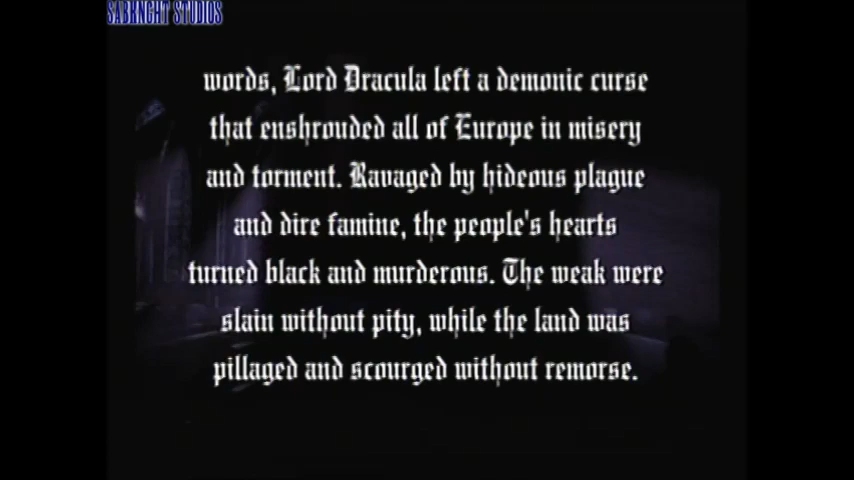 SABKNGHT STUDIOS
words, Lord Dracula left a demonic curse
that enshrouded all of Europe in misery
and torment. Ravaged by hideous plague
and dire famine, the people's hearts
turned black and murderous. The weak were
slain without pity, while the land was
pillaged and scourged without remorse.